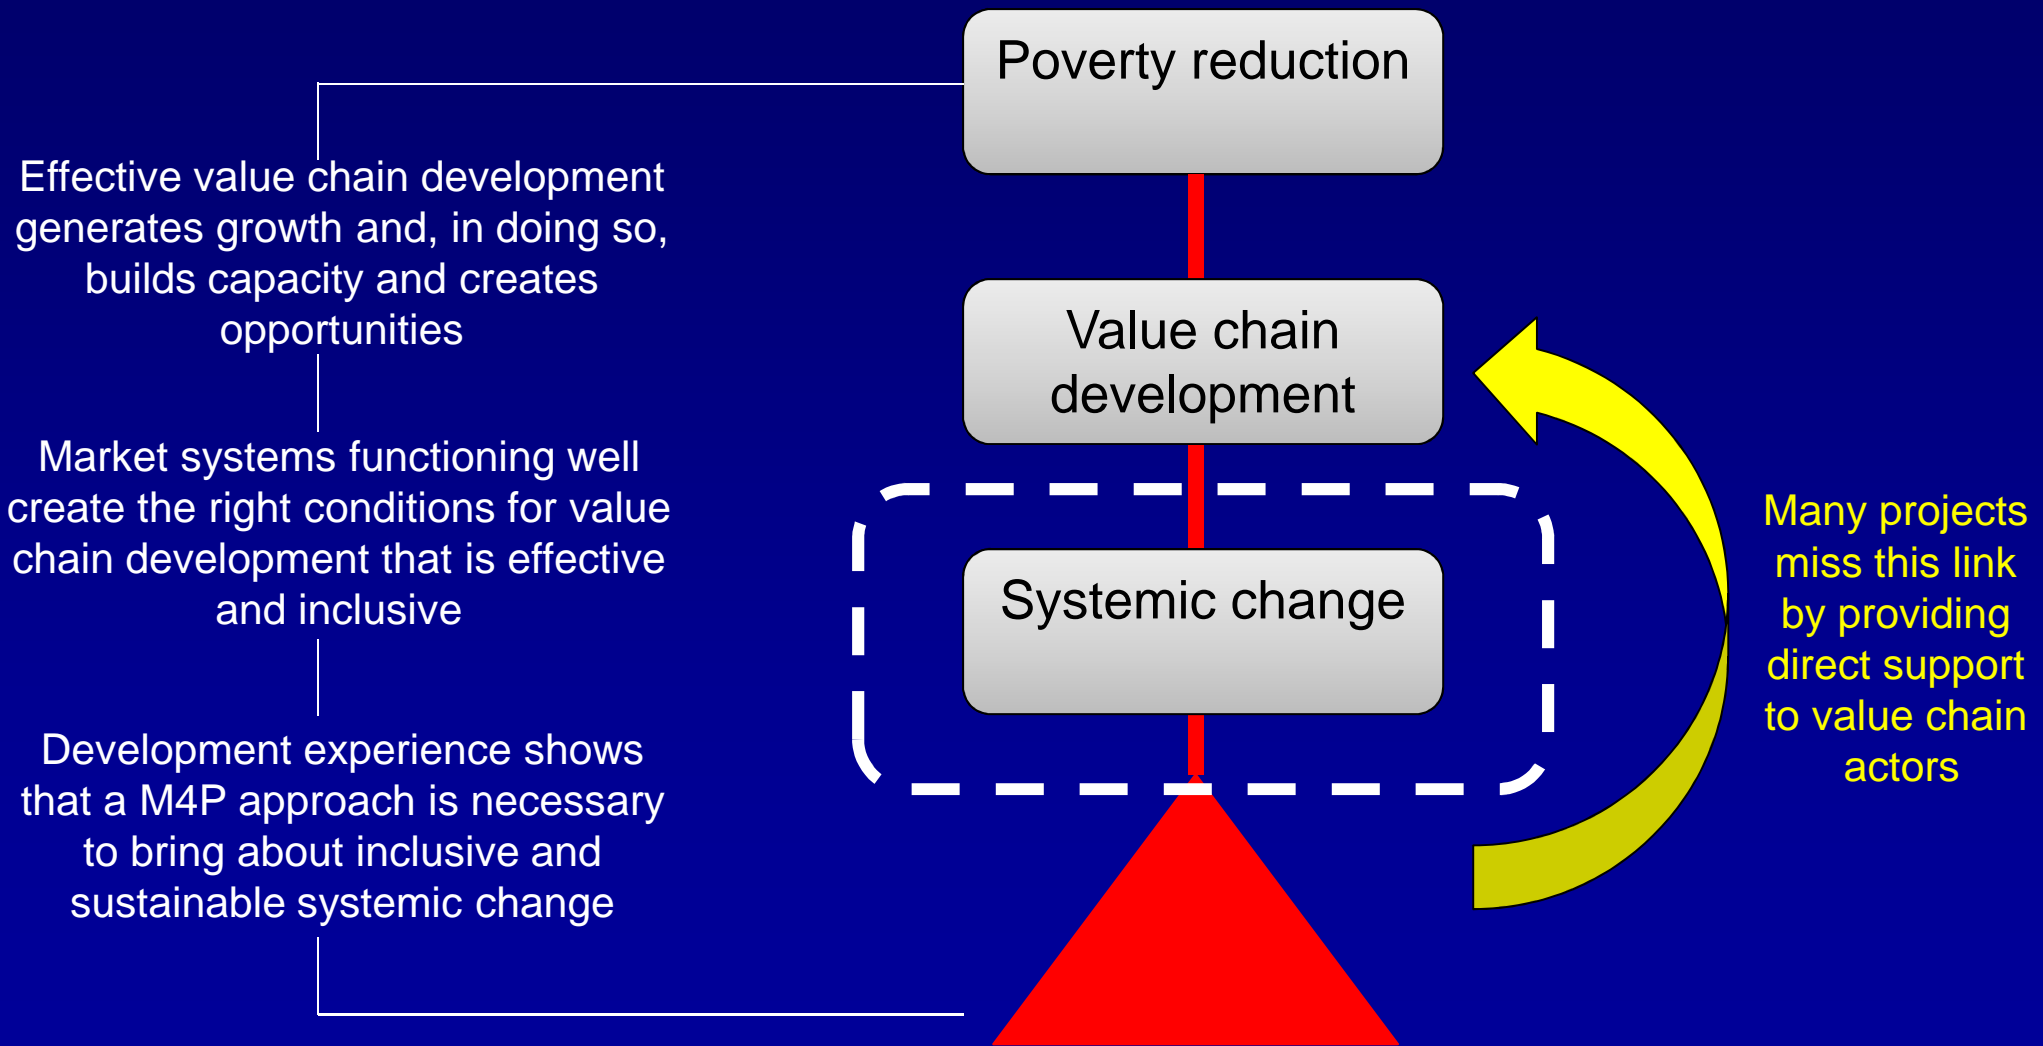 Poverty reduction
Effective value chain development
generates growth and, in doing so,
builds capacity and creates
opportunities
Value chain
development
Market systems functioning well
create the right conditions for value
chain development that is effective
and inclusive
Systemic change
Many projects
miss this link
by providing
direct support
to value chain
actors
Development experience shows
that a M4P approach is necessary
to bring about inclusive and
sustainable systemic change